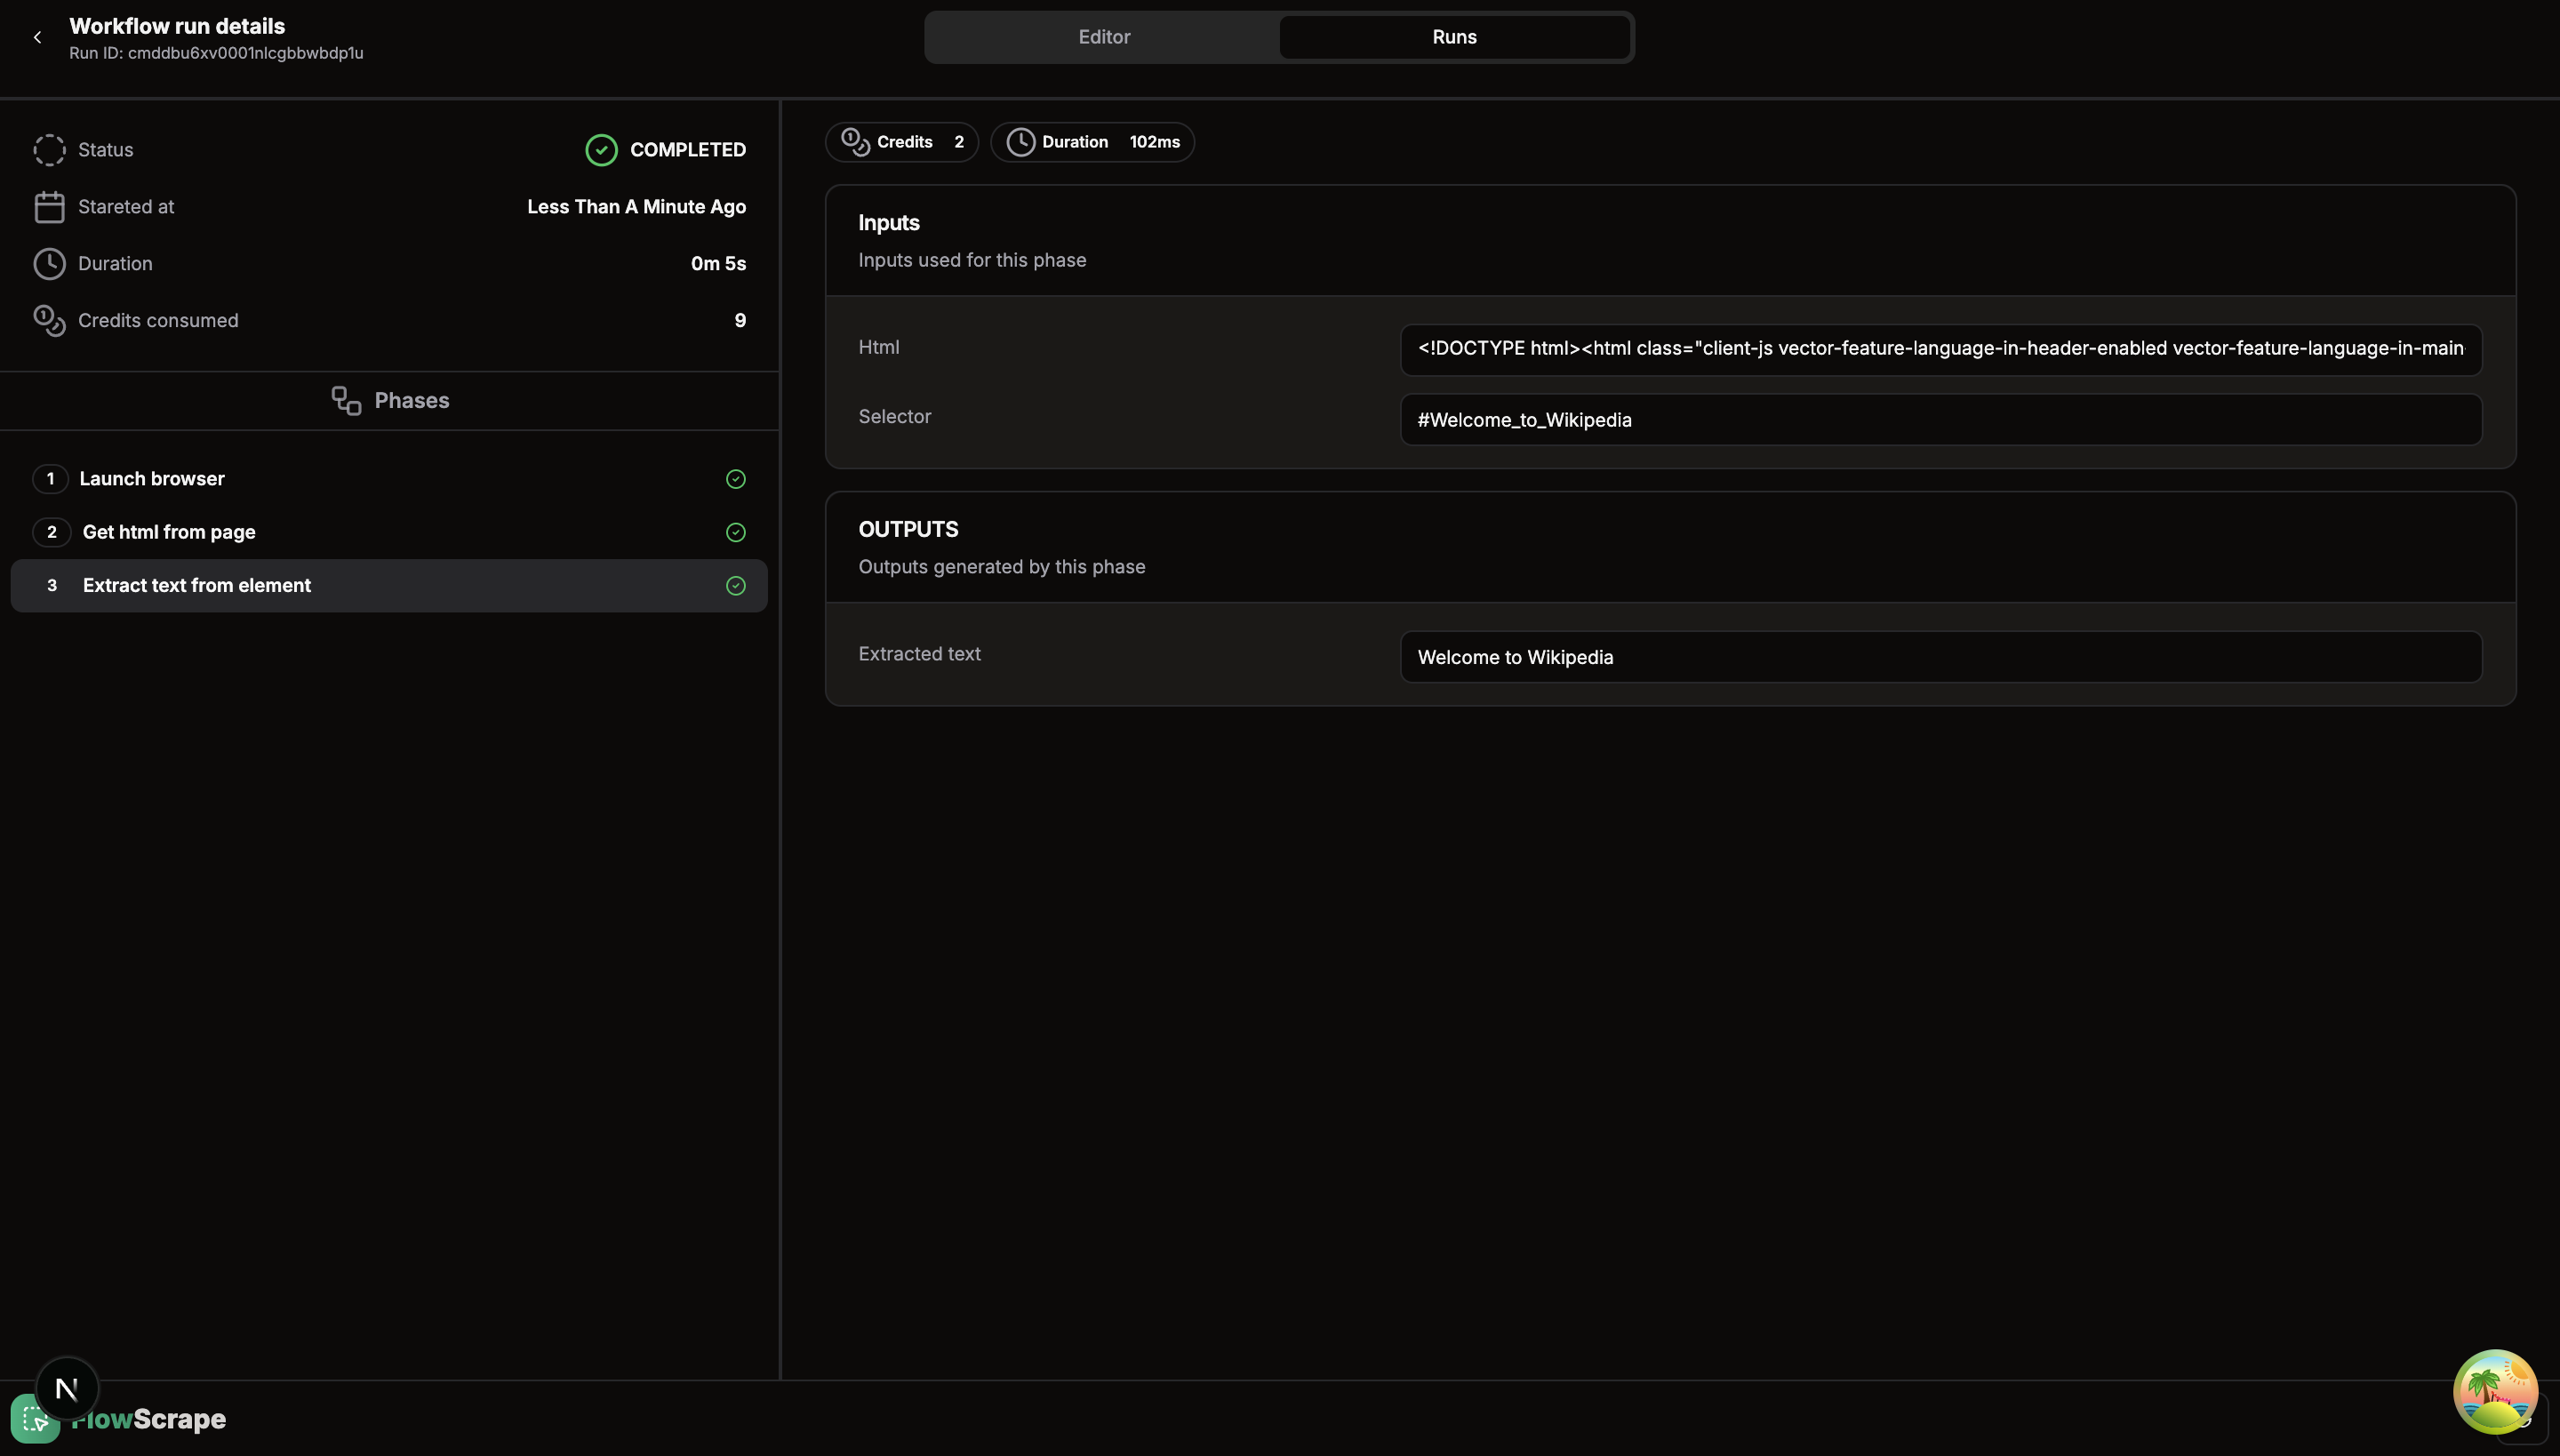 Workflow run details
Run ID: cmddbu6xv0001nlcgbbwbdp1u
Editor
Runs
Status
COMPLETED
Stareted at
Less Than A Minute Ago
Duration
0m 5s
Credits consumed
9
Phases
1 Launch browser
2 Get html from page
3 Extract text from element
Credits 2
Duration 102ms
Inputs
Inputs used for this phase
Html
<!DOCTYPE html><html class="client-js vector-feature-language-in-header-enabled vector-feature-language-in-main-
Selector
#Welcome_to_Wikipedia
OUTPUTS
Outputs generated by this phase
Extracted text
Welcome to Wikipedia
N
FlowScrape